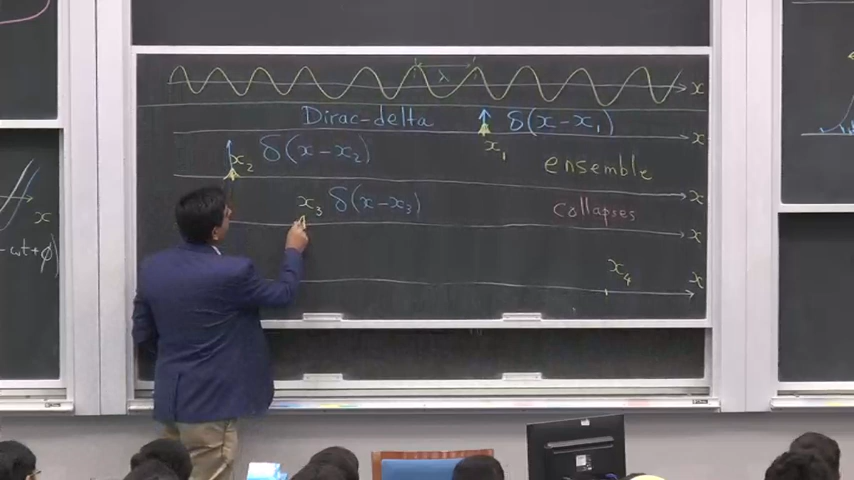 λ
x
Dirac-delta δ(x-x₁)
x
x₁
x₂ δ(x-x₂)
ensemble
x
x₃ δ(x-x₃)
collapses
x
x₄
x
x
-ωt+φ)